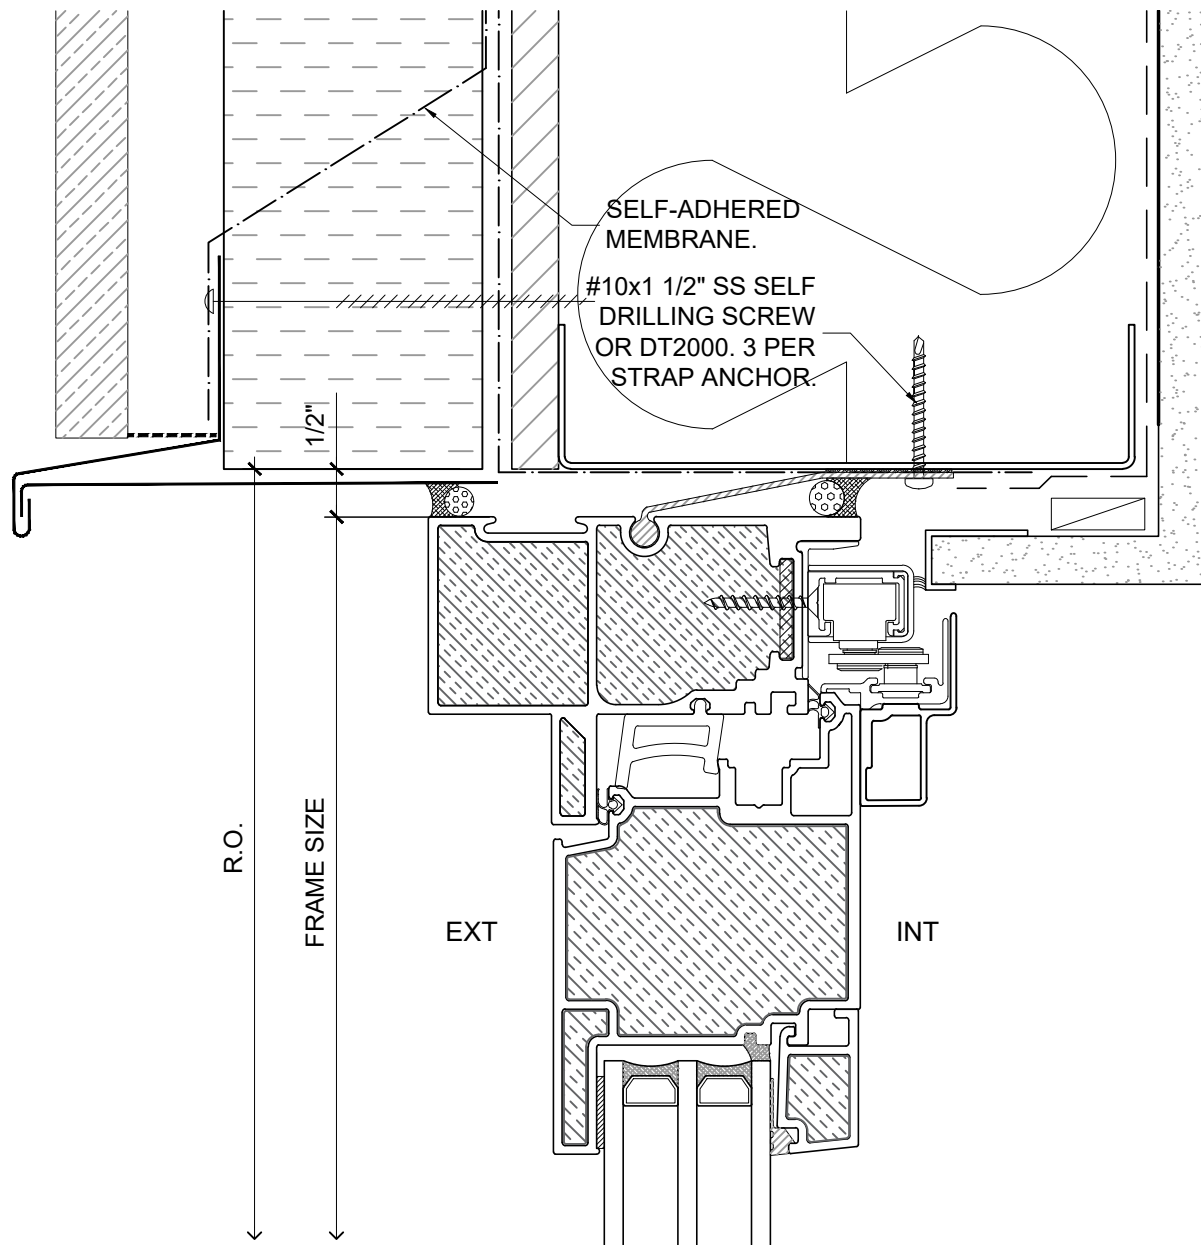 SELF-ADHERED
MEMBRANE.
#10x1 1/2" SS SELF
DRILLING SCREW
OR DT2000. 3 PER
STRAP ANCHOR.
1/2"
R.O.
FRAME SIZE
EXT
INT